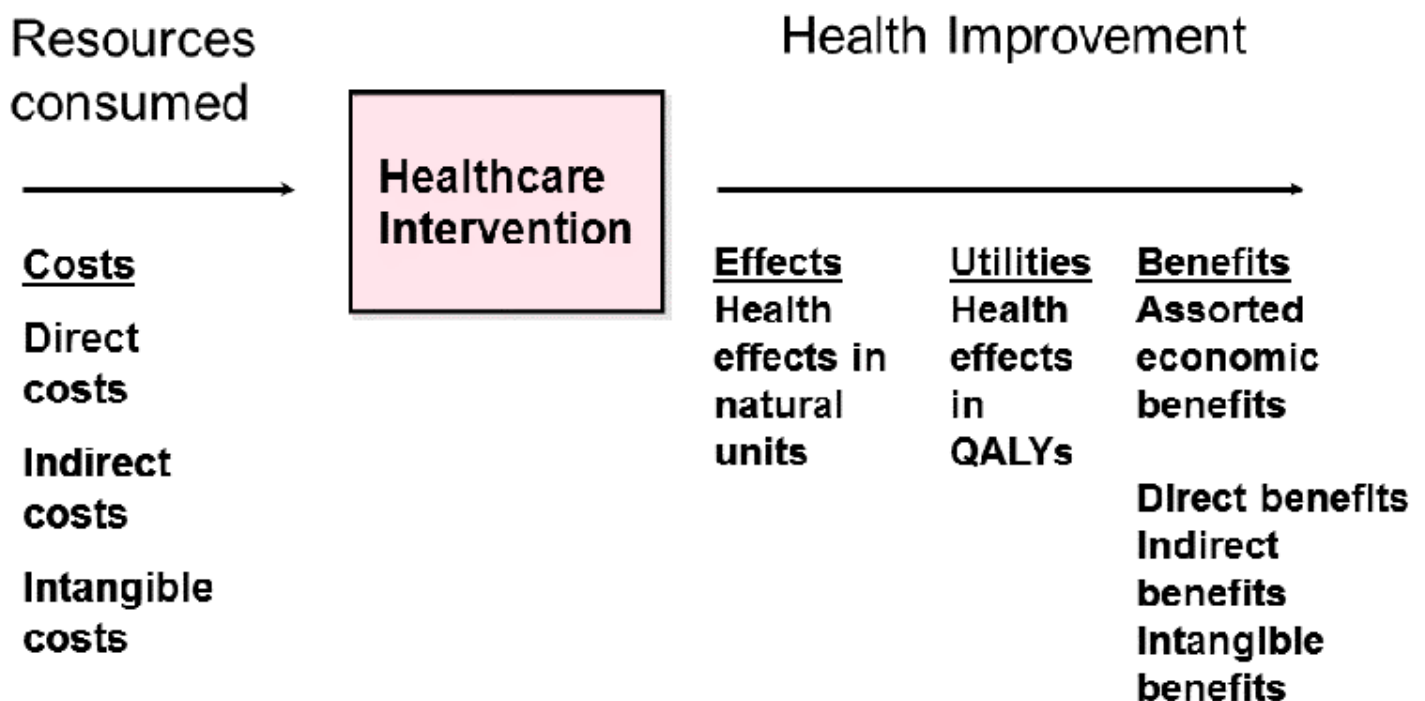 Resources
consumed
Health Improvement
Healthcare
Intervention
Costs
Direct
costs
Indirect
costs
Intangible
costs
Effects
Health
effects in
natural
units
Utilities
Health
effects
in
QALYs
Benefits
Assorted
economic
benefits
Direct benefits
Indirect
benefits
Intangible
benefits